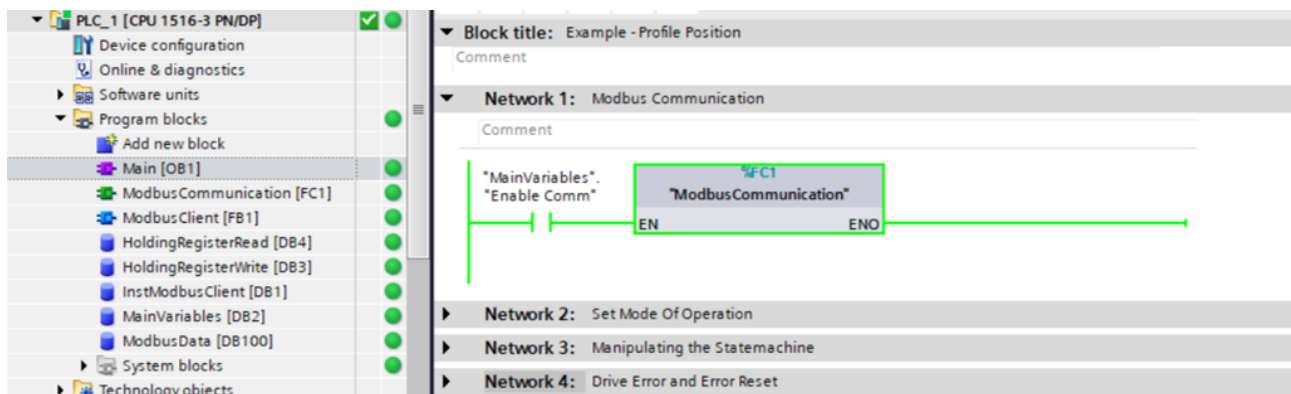 PLC_1 [CPU 1516-3 PN/DP]
Device configuration
Online & diagnostics
Software units
Program blocks
Add new block
Main [OB1]
ModbusCommunication [FC1]
ModbusClient [FB1]
HoldingRegisterRead [DB4]
HoldingRegisterWrite [DB3]
InstModbusClient [DB1]
MainVariables [DB2]
ModbusData [DB100]
System blocks
Technology objects
Block title: Example - Profile Position
Comment
Network 1: Modbus Communication
Comment
"MainVariables".
"Enable Comm"
%FC1
"ModbusCommunication"
EN ENO
Network 2: Set Mode Of Operation
Network 3: Manipulating the Statemachine
Network 4: Drive Error and Error Reset